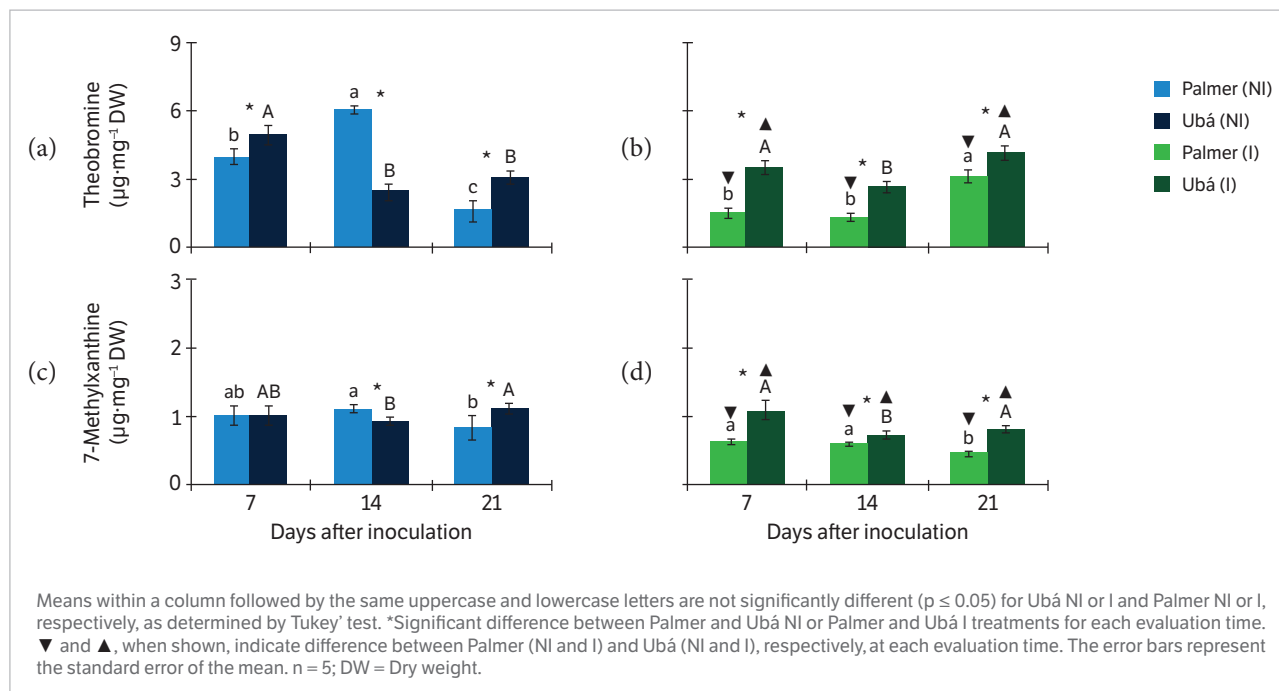 Theobromine
(µg·mg⁻¹ DW)
(a)
9
6
3
0
b
*
A
a
*
B
c
*
B
(b)
▼
b
*
▲
A
▼
b
*
B
▼
a
*
▲
A
Palmer (NI)
Ubá (NI)
Palmer (I)
Ubá (I)
7-Methylxanthine
(µg·mg⁻¹ DW)
(c)
3
2
1
0
ab
AB
a
*
B
b
*
A
7
14
21
Days after inoculation
(d)
▼
a
*
▲
A
▼
a
*
▲
B
▼
b
*
▲
A
7
14
21
Days after inoculation
Means within a column followed by the same uppercase and lowercase letters are not significantly different (p ≤ 0.05) for Ubá NI or I and Palmer NI or I,
respectively, as determined by Tukey’ test. *Significant difference between Palmer and Ubá NI or Palmer and Ubá I treatments for each evaluation time.
▼ and ▲, when shown, indicate difference between Palmer (NI and I) and Ubá (NI and I), respectively, at each evaluation time. The error bars represent
the standard error of the mean. n = 5; DW = Dry weight.